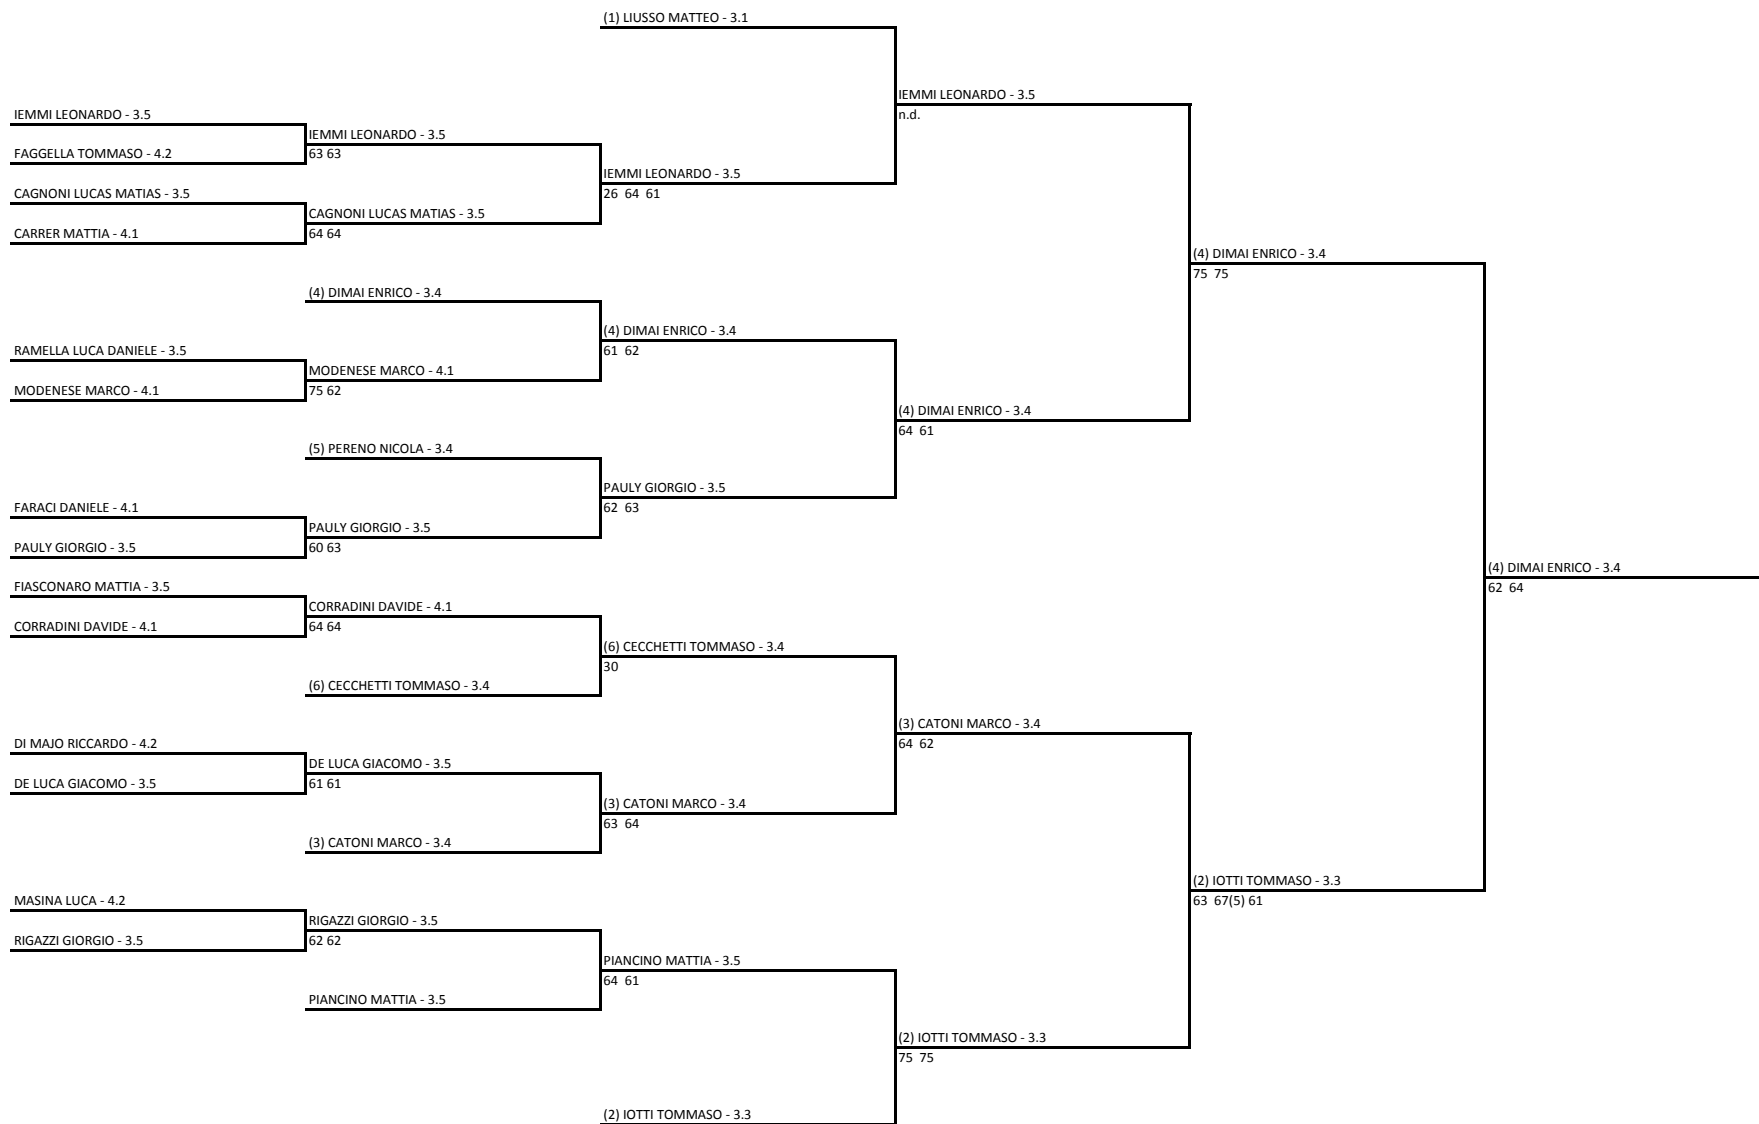 (1) LIUSSO MATTEO - 3.1
IEMMI LEONARDO - 3.5
n.d.
IEMMI LEONARDO - 3.5
IEMMI LEONARDO - 3.5
63 63
FAGGELLA TOMMASO - 4.2
IEMMI LEONARDO - 3.5
26 64 61
CAGNONI LUCAS MATIAS - 3.5
CAGNONI LUCAS MATIAS - 3.5
64 64
CARRER MATTIA - 4.1
(4) DIMAI ENRICO - 3.4
75 75
(4) DIMAI ENRICO - 3.4
(4) DIMAI ENRICO - 3.4
61 62
RAMELLA LUCA DANIELE - 3.5
MODENESE MARCO - 4.1
75 62
MODENESE MARCO - 4.1
(4) DIMAI ENRICO - 3.4
64 61
(5) PERENO NICOLA - 3.4
PAULY GIORGIO - 3.5
62 63
FARACI DANIELE - 4.1
PAULY GIORGIO - 3.5
60 63
PAULY GIORGIO - 3.5
(4) DIMAI ENRICO - 3.4
62 64
FIASCONARO MATTIA - 3.5
CORRADINI DAVIDE - 4.1
64 64
CORRADINI DAVIDE - 4.1
(6) CECCHETTI TOMMASO - 3.4
30
(6) CECCHETTI TOMMASO - 3.4
(3) CATONI MARCO - 3.4
64 62
DI MAJO RICCARDO - 4.2
DE LUCA GIACOMO - 3.5
61 61
DE LUCA GIACOMO - 3.5
(3) CATONI MARCO - 3.4
63 64
(3) CATONI MARCO - 3.4
(2) IOTTI TOMMASO - 3.3
63 67(5) 61
MASINA LUCA - 4.2
RIGAZZI GIORGIO - 3.5
62 62
RIGAZZI GIORGIO - 3.5
PIANCINO MATTIA - 3.5
64 61
PIANCINO MATTIA - 3.5
(2) IOTTI TOMMASO - 3.3
75 75
(2) IOTTI TOMMASO - 3.3